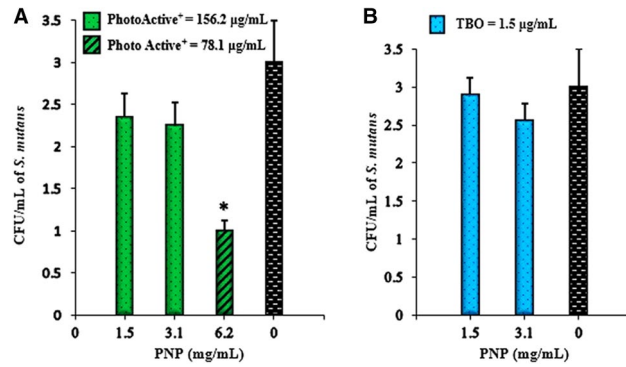 A
PhotoActive⁺ = 156.2 µg/mL
Photo Active⁺ = 78.1 µg/mL
CFU/mL of S. mutans
3.5
3
2.5
2
1.5
1
0.5
0
*
0 1.5 3.1 6.2 0
PNP (mg/mL)
B
TBO = 1.5 µg/mL
CFU/mL of S. mutans
3.5
3
2.5
2
1.5
1
0.5
0
1.5 3.1 0
PNP (mg/mL)